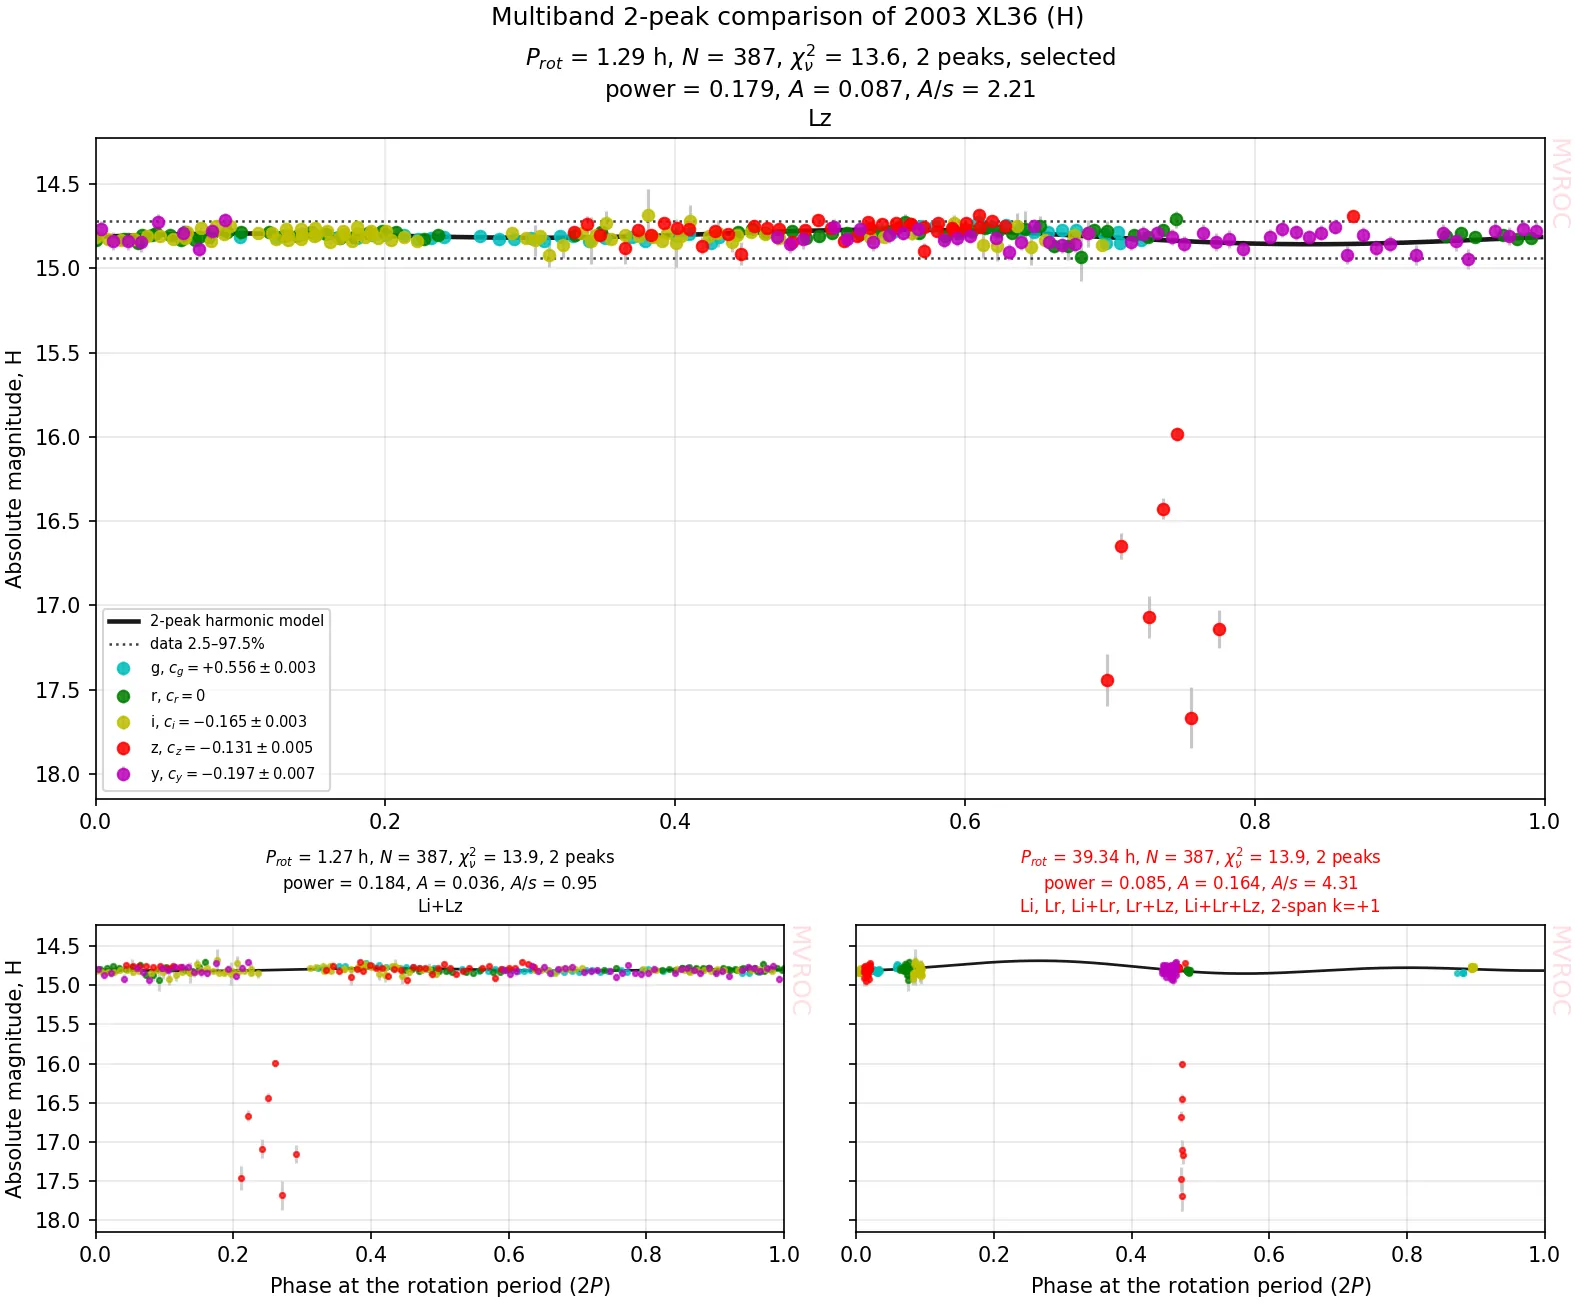 Multiband 2-peak comparison of 2003 XL36 (H)
P_rot = 1.29 h, N = 387, χ²_ν = 13.6, 2 peaks, selected
power = 0.179, A = 0.087, A/s = 2.21
Lz
MVROC
14.5
15.0
15.5
16.0
16.5
17.0
17.5
18.0
Absolute magnitude, H
2-peak harmonic model
data 2.5–97.5%
g, c_g = +0.556 ± 0.003
r, c_r = 0
i, c_i = −0.165 ± 0.003
z, c_z = −0.131 ± 0.005
y, c_y = −0.197 ± 0.007
0.0 0.2 0.4 0.6 0.8 1.0
P_rot = 1.27 h, N = 387, χ²_ν = 13.9, 2 peaks
power = 0.184, A = 0.036, A/s = 0.95
Li+Lz
MVROC
14.5
15.0
15.5
16.0
16.5
17.0
17.5
18.0
Absolute magnitude, H
0.0 0.2 0.4 0.6 0.8 1.0
Phase at the rotation period (2P)
P_rot = 39.34 h, N = 387, χ²_ν = 13.9, 2 peaks
power = 0.085, A = 0.164, A/s = 4.31
Li, Lr, Li+Lr, Lr+Lz, Li+Lr+Lz, 2-span k=+1
MVROC
0.0 0.2 0.4 0.6 0.8 1.0
Phase at the rotation period (2P)